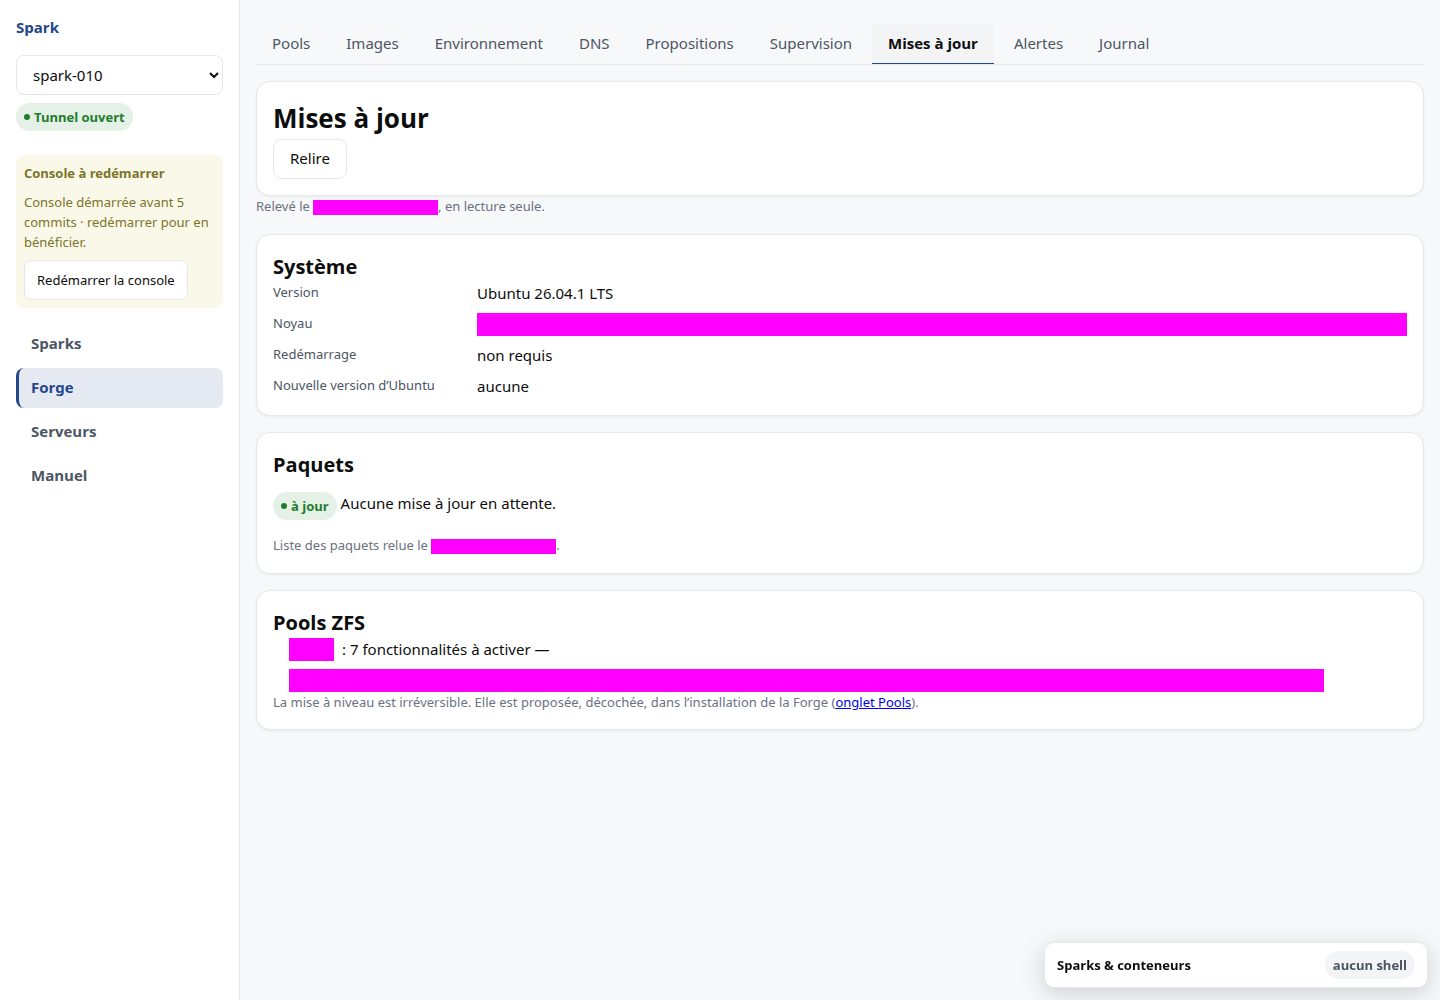 Spark
spark-010
Tunnel ouvert
Console à redémarrer
Console démarrée avant 5
commits · redémarrer pour en
bénéficier.
Redémarrer la console
Sparks
Forge
Serveurs
Manuel
Pools Images Environnement DNS Propositions Supervision Mises à jour Alertes Journal
Mises à jour
Relire
Relevé le , en lecture seule.
Système
Version Ubuntu 26.04.1 LTS
Noyau
Redémarrage non requis
Nouvelle version d’Ubuntu aucune
Paquets
à jour Aucune mise à jour en attente.
Liste des paquets relue le .
Pools ZFS
: 7 fonctionnalités à activer —
La mise à niveau est irréversible. Elle est proposée, décochée, dans l’installation de la Forge (onglet Pools).
Sparks & conteneurs aucun shell